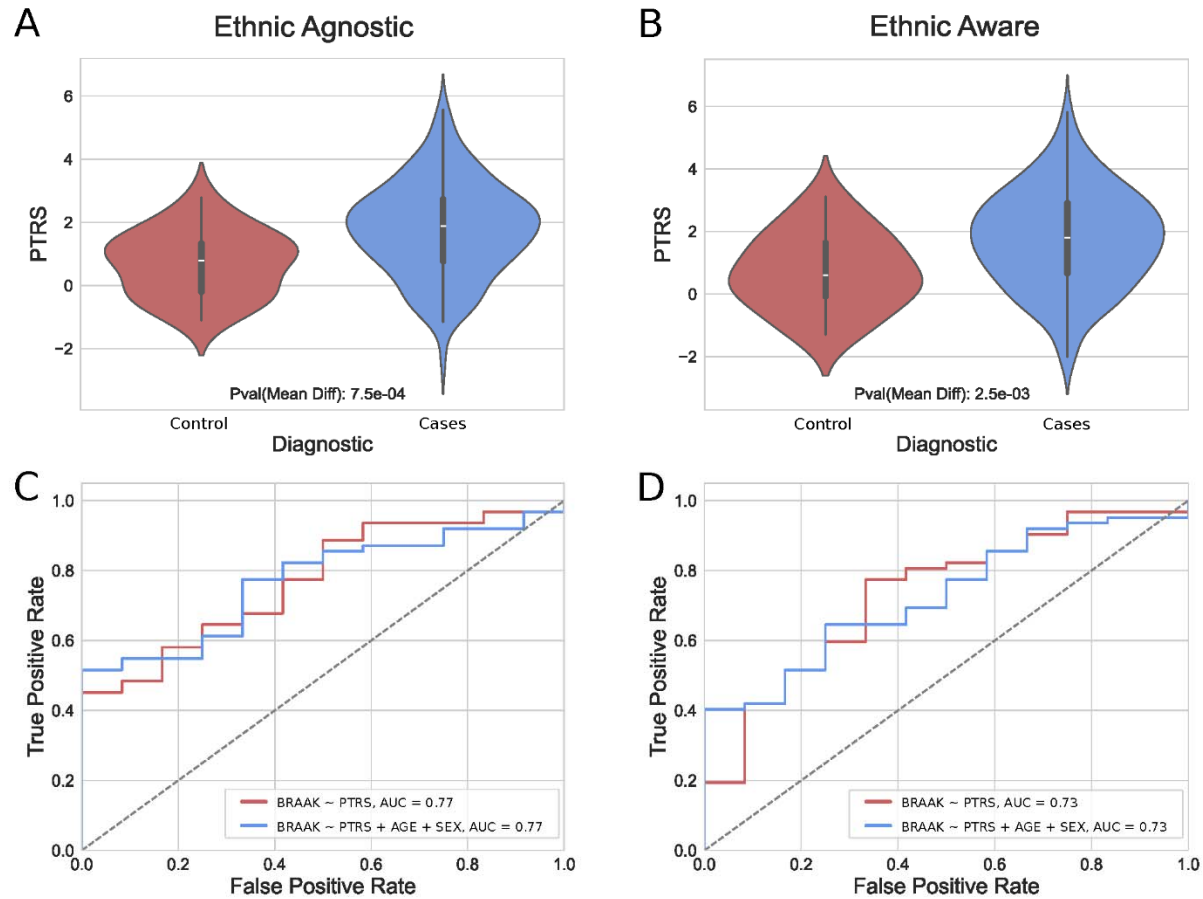 A
Ethnic Agnostic
PTRS
6
4
2
0
−2
Pval(Mean Diff): 7.5e-04
Control
Cases
Diagnostic
B
Ethnic Aware
PTRS
6
4
2
0
−2
Pval(Mean Diff): 2.5e-03
Control
Cases
Diagnostic
C
True Positive Rate
1.0
0.8
0.6
0.4
0.2
0.0
BRAAK ~ PTRS, AUC = 0.77
BRAAK ~ PTRS + AGE + SEX, AUC = 0.77
0.0 0.2 0.4 0.6 0.8 1.0
False Positive Rate
D
True Positive Rate
1.0
0.8
0.6
0.4
0.2
0.0
BRAAK ~ PTRS, AUC = 0.73
BRAAK ~ PTRS + AGE + SEX, AUC = 0.73
0.0 0.2 0.4 0.6 0.8 1.0
False Positive Rate